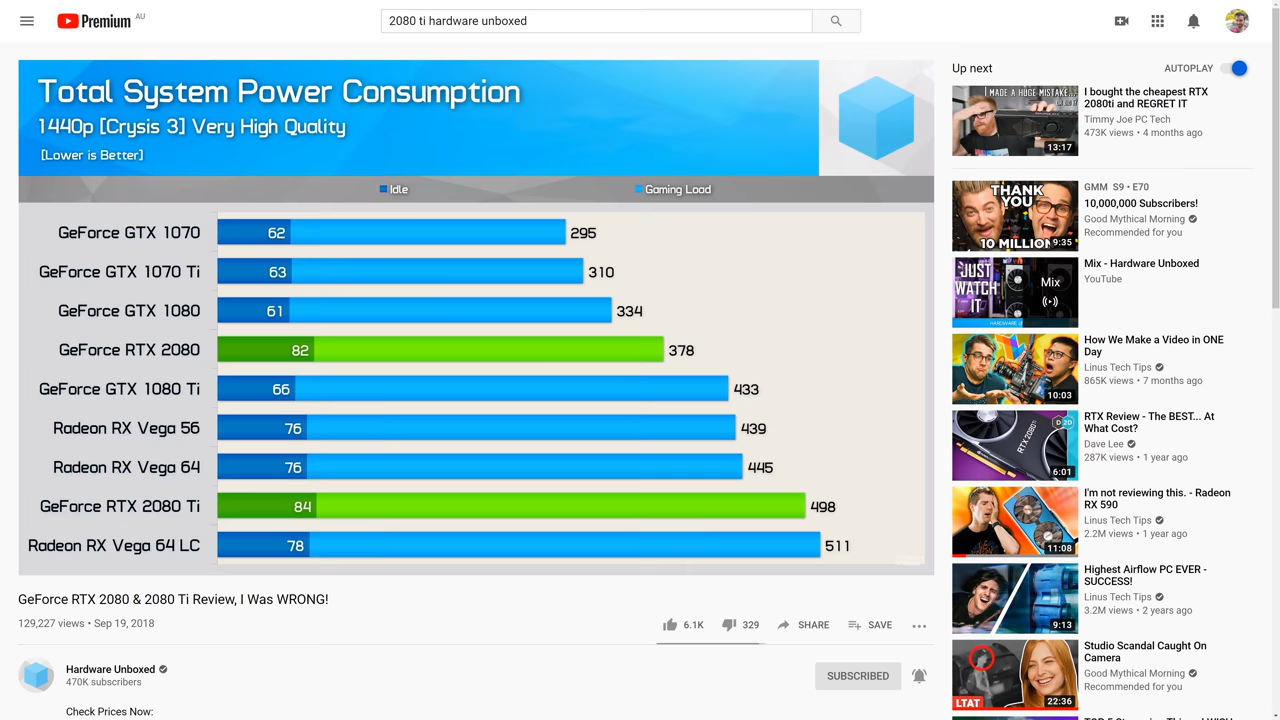 Premium AU
2080 ti hardware unboxed
Total System Power Consumption
1440p [Crysis 3] Very High Quality
[Lower is Better]
Idle
Gaming Load
GeForce GTX 1070 62 295
GeForce GTX 1070 Ti 63 310
GeForce GTX 1080 61 334
GeForce RTX 2080 82 378
GeForce GTX 1080 Ti 66 433
Radeon RX Vega 56 76 439
Radeon RX Vega 64 76 445
GeForce RTX 2080 Ti 84 498
Radeon RX Vega 64 LC 78 511
GeForce RTX 2080 & 2080 Ti Review, I Was WRONG!
129,227 views • Sep 19, 2018
6.1K 329 SHARE SAVE
Hardware Unboxed
470K subscribers
SUBSCRIBED
Check Prices Now:
Up next AUTOPLAY
I MADE A HUGE MISTAKE...
13:17
I bought the cheapest RTX
2080ti and REGRET IT
Timmy Joe PC Tech
473K views • 4 months ago
THANK
YOU
10 MILLION
9:35
GMM S9 • E70
10,000,000 Subscribers!
Good Mythical Morning
Recommended for you
JUST
WATCH
IT
Mix
Mix - Hardware Unboxed
YouTube
10:03
How We Make a Video in ONE
Day
Linus Tech Tips
865K views • 7 months ago
D 2D
RTX 2080
6:01
RTX Review - The BEST... At
What Cost?
Dave Lee
287K views • 1 year ago
11:08
I'm not reviewing this. - Radeon
RX 590
Linus Tech Tips
2.2M views • 1 year ago
9:13
Highest Airflow PC EVER -
SUCCESS!
Linus Tech Tips
3.2M views • 2 years ago
LTAT
22:36
Studio Scandal Caught On
Camera
Good Mythical Morning
Recommended for you